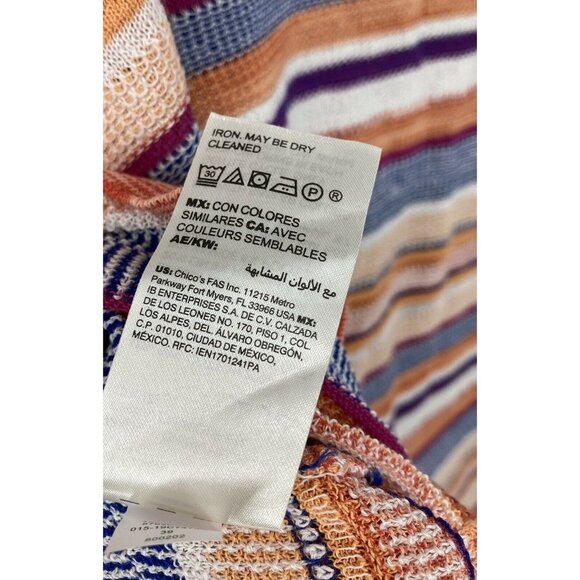 IRON. MAY BE DRY
CLEANED
30 P ®
MX: CON COLORES
SIMILARES CA: AVEC
COULEURS SEMBLABLES
AE/KW:
مع الألوان المشابهة
US: Chico's FAS Inc. 11215 Metro
Parkway Fort Myers, FL 33966 USA MX:
IB ENTERPRISES S.A. DE C.V. CALZADA
DE LOS LEONES NO. 170, PISO 1, COL.
LOS ALPES, DEL. ÁLVARO OBREGÓN,
C.P. 01010, CIUDAD DE MÉXICO,
MÉXICO. RFC: IEN1701241PA
39
600202